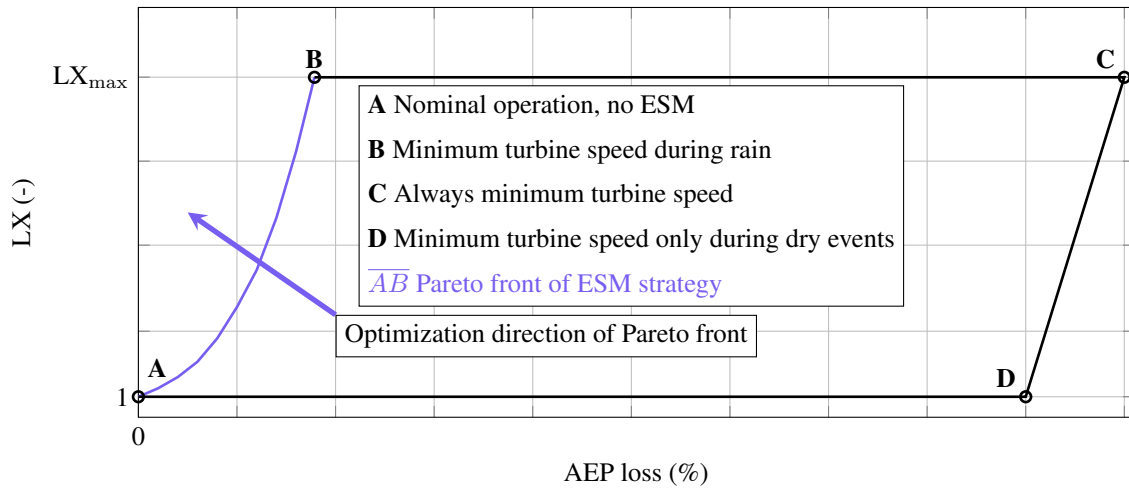 B
C
LXmax
A Nominal operation, no ESM
B Minimum turbine speed during rain
C Always minimum turbine speed
D Minimum turbine speed only during dry events
AB Pareto front of ESM strategy
LX (-)
Optimization direction of Pareto front
A
D
1
0
AEP loss (%)